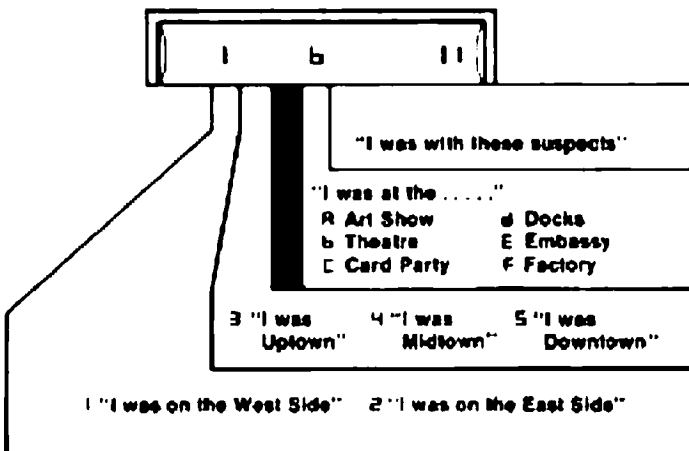 1 b 11
"I was with these suspects"
"I was at the ....."
A Art Show d Docks
b Theatre E Embassy
C Card Party F Factory
3 "I was Uptown" 4 "I was Midtown" 5 "I was Downtown"
1 "I was on the West Side" 2 "I was on the East Side"